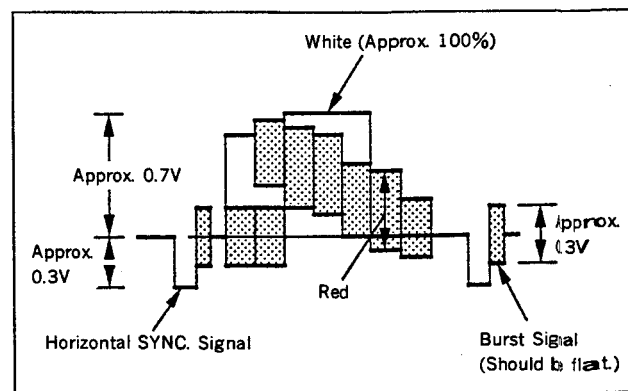 White (Approx. 100%)
Approx. 0.7V
Approx.
0.3V
Approx.
0.3V
Red
Horizontal SYNC. Signal
Burst Signal
(Should be flat.)